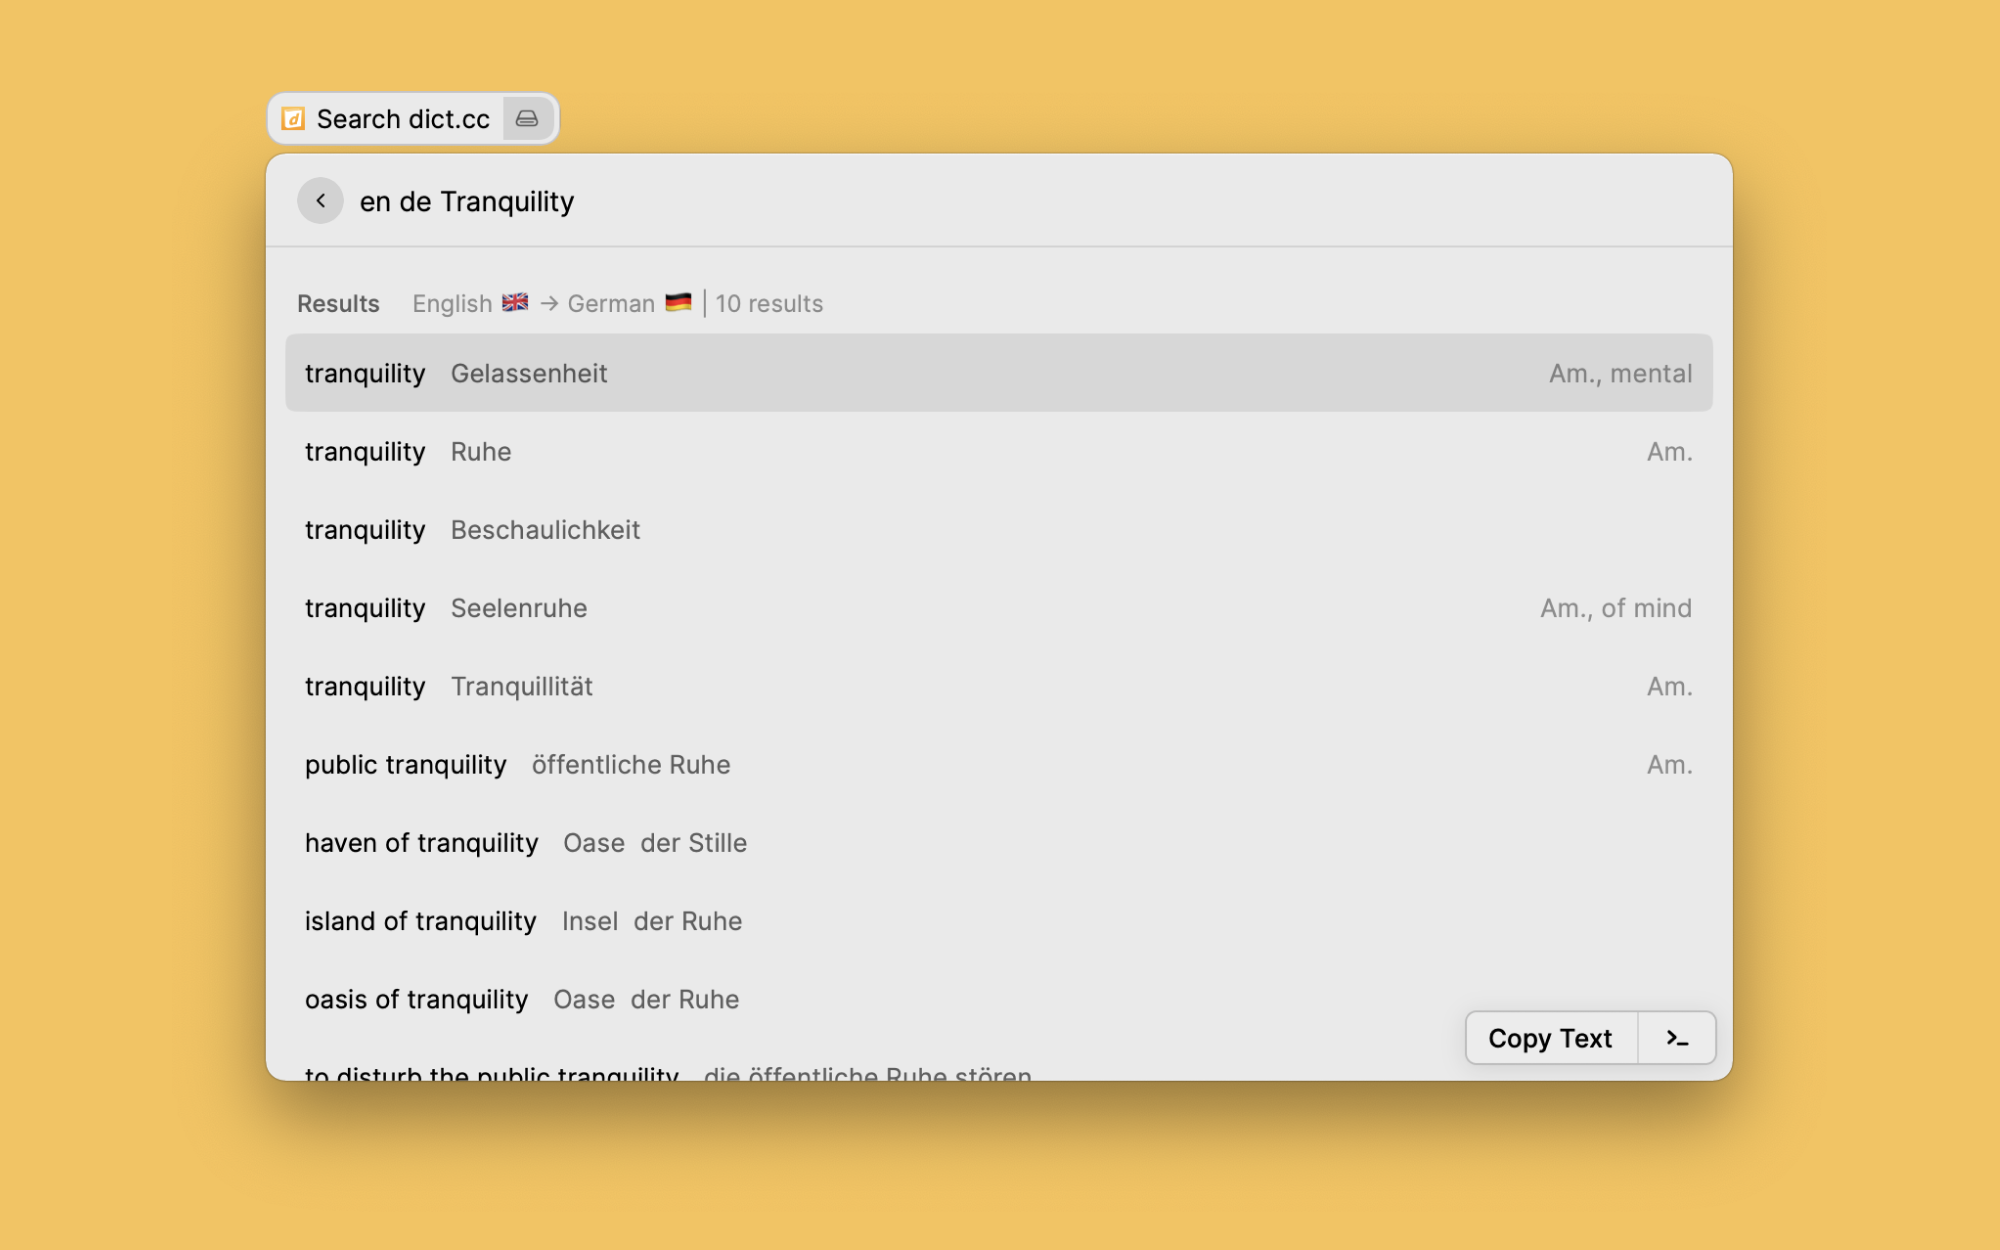 d Search dict.cc
en de Tranquility
Results English → German | 10 results
tranquility Gelassenheit Am., mental
tranquility Ruhe Am.
tranquility Beschaulichkeit
tranquility Seelenruhe Am., of mind
tranquility Tranquillität Am.
public tranquility öffentliche Ruhe Am.
haven of tranquility Oase der Stille
island of tranquility Insel der Ruhe
oasis of tranquility Oase der Ruhe
to disturb the public tranquility die öffentliche Ruhe stören
Copy Text >_